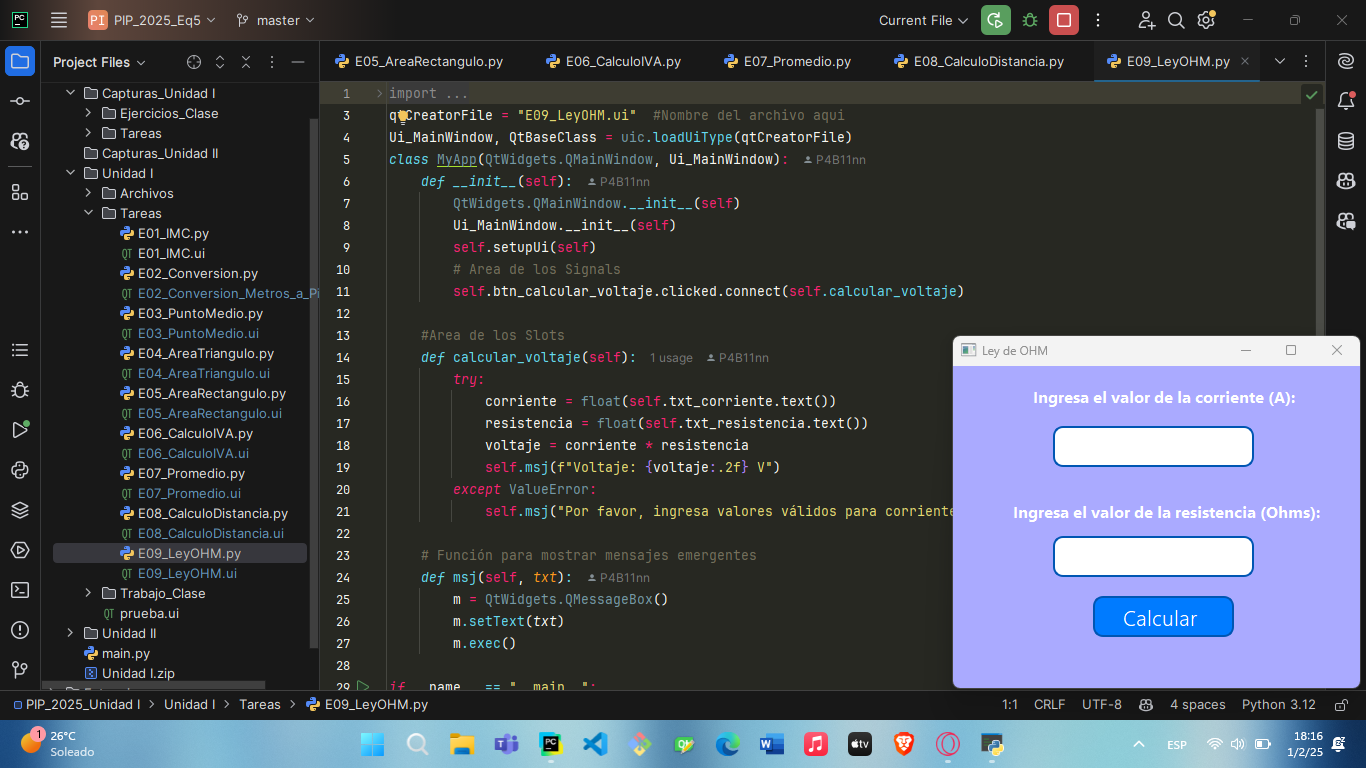 PI PIP_2025_Eq5 master Current File
Project Files
E05_AreaRectangulo.py E06_CalculoIVA.py E07_Promedio.py E08_CalculoDistancia.py E09_LeyOHM.py
Capturas_Unidad I
Ejercicios_Clase
Tareas
Capturas_Unidad II
Unidad I
Archivos
Tareas
E01_IMC.py
E01_IMC.ui
E02_Conversion.py
E02_Conversion_Metros_a_Pi
E03_PuntoMedio.py
E03_PuntoMedio.ui
E04_AreaTriangulo.py
E04_AreaTriangulo.ui
E05_AreaRectangulo.py
E05_AreaRectangulo.ui
E06_CalculoIVA.py
E06_CalculoIVA.ui
E07_Promedio.py
E07_Promedio.ui
E08_CalculoDistancia.py
E08_CalculoDistancia.ui
E09_LeyOHM.py
E09_LeyOHM.ui
Trabajo_Clase
prueba.ui
Unidad II
main.py
Unidad I.zip
1 import ...
3 qtCreatorFile = "E09_LeyOHM.ui" #Nombre del archivo aqui
4 Ui_MainWindow, QtBaseClass = uic.loadUiType(qtCreatorFile)
5 class MyApp(QtWidgets.QMainWindow, Ui_MainWindow): P4B11nn
6 def __init__(self): P4B11nn
7 QtWidgets.QMainWindow.__init__(self)
8 Ui_MainWindow.__init__(self)
9 self.setupUi(self)
10 # Area de los Signals
11 self.btn_calcular_voltaje.clicked.connect(self.calcular_voltaje)
12
13 #Area de los Slots
14 def calcular_voltaje(self): 1 usage P4B11nn
15 try:
16 corriente = float(self.txt_corriente.text())
17 resistencia = float(self.txt_resistencia.text())
18 voltaje = corriente * resistencia
19 self.msj(f"Voltaje: {voltaje:.2f} V")
20 except ValueError:
21 self.msj("Por favor, ingresa valores válidos para corriente
22
23 # Función para mostrar mensajes emergentes
24 def msj(self, txt): P4B11nn
25 m = QtWidgets.QMessageBox()
26 m.setText(txt)
27 m.exec()
28
29 if __name__ == "__main__":
Ley de OHM
Ingresa el valor de la corriente (A):
Ingresa el valor de la resistencia (Ohms):
Calcular
PIP_2025_Unidad I Unidad I Tareas E09_LeyOHM.py 1:1 CRLF UTF-8 4 spaces Python 3.12
1
26°C
Soleado
ESP
18:16
1/2/25